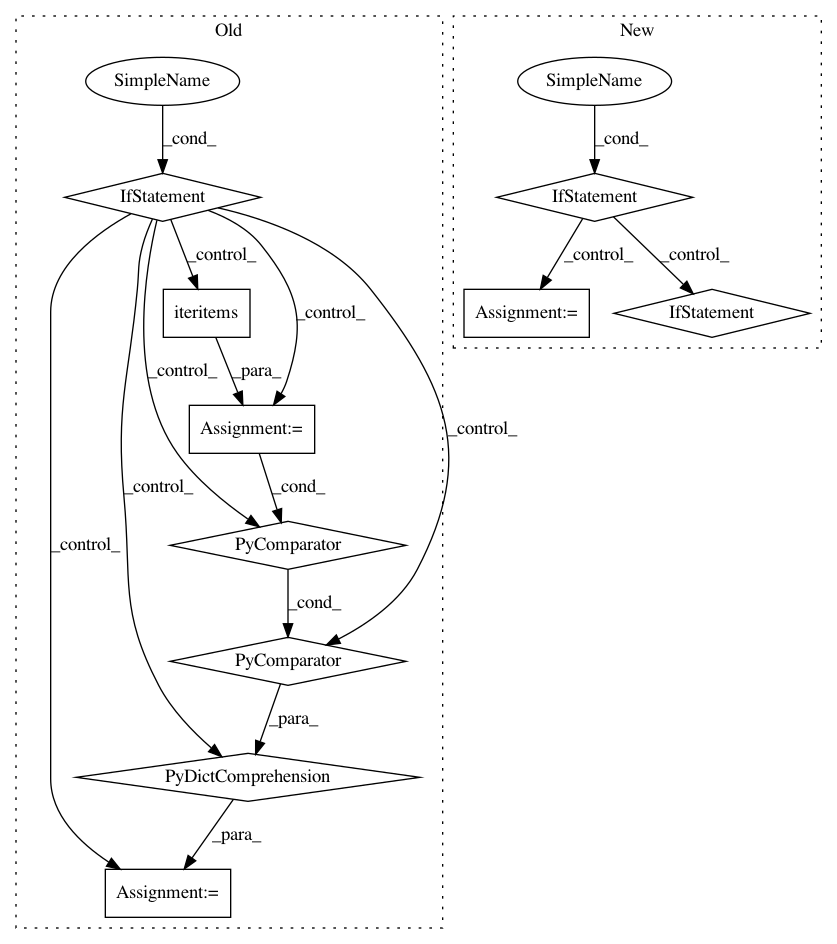 Old
New
SimpleName
SimpleName
_cond_
_cond_
IfStatement
IfStatement
_control_
_control_
_control_
iteritems
_control_
Assignment:=
IfStatement
_control_
_para_
Assignment:=
_control_
_control_
_cond_
_control_
PyComparator
_cond_
PyComparator
_para_
PyDictComprehension
_para_
Assignment:=